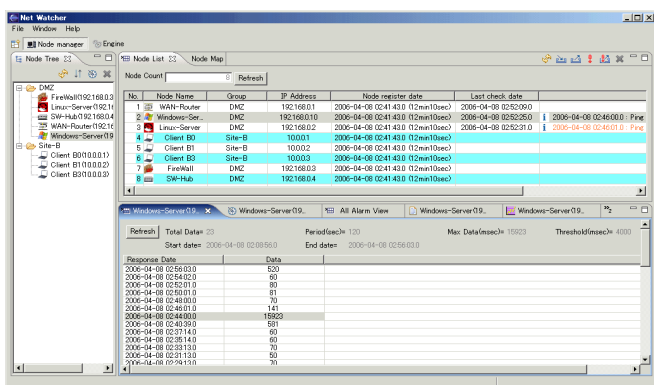 Net Watcher
File Window Help
Node manager Engine
Node Tree
DMZ
FireWall(192.168.0.3
Linux-Server(192.16
SW-Hub(192.168.0.4
WAN-Router(192.16
Windows-Server(19
Site-B
Client B0(10.0.0.1)
Client B1(10.0.0.2)
Client B3(10.0.0.3)
Node List Node Map
Node Count 8 Refresh
No. Node Name Group IP Address Node register date Last check date
1 WAN-Router DMZ 192.168.0.1 2006-04-08 02:41:43.0 (12min10sec) 2006-04-08 02:52:09.0
2 Windows-Ser... DMZ 192.168.0.10 2006-04-08 02:41:43.0 (12min10sec) 2006-04-08 02:52:25.0 2006-04-08 02:46:00.0 : Ping
3 Linux-Server DMZ 192.168.0.2 2006-04-08 02:41:43.0 (12min10sec) 2006-04-08 02:52:31.0 2006-04-08 02:46:01.0 : Ping
4 Client B0 Site-B 10.0.0.1 2006-04-08 02:41:43.0 (12min10sec)
5 Client B1 Site-B 10.0.0.2 2006-04-08 02:41:43.0 (12min10sec)
6 Client B3 Site-B 10.0.0.3 2006-04-08 02:41:43.0 (12min10sec)
7 FireWall DMZ 192.168.0.3 2006-04-08 02:41:43.0 (12min10sec)
8 SW-Hub DMZ 192.168.0.4 2006-04-08 02:41:43.0 (12min10sec)
Windows-Server(19... Windows-Server(19... All Alarm View Windows-Server(19... Windows-Server(19... »2
Refresh Total Data= 23 Period(sec)= 120 Max Data(msec)= 15923 Threshold(msec)= 4000
Start date= 2006-04-08 02:08:56.0 End date= 2006-04-08 02:56:03.0
Response Date Data
2006-04-08 02:56:03.0 520
2006-04-08 02:54:02.0 60
2006-04-08 02:52:01.0 80
2006-04-08 02:50:01.0 81
2006-04-08 02:48:00.0 70
2006-04-08 02:46:01.0 141
2006-04-08 02:44:00.0 15923
2006-04-08 02:40:39.0 581
2006-04-08 02:37:14.0 60
2006-04-08 02:35:14.0 60
2006-04-08 02:33:13.0 70
2006-04-08 02:31:13.0 50
2006-04-08 02:29:13.0 70